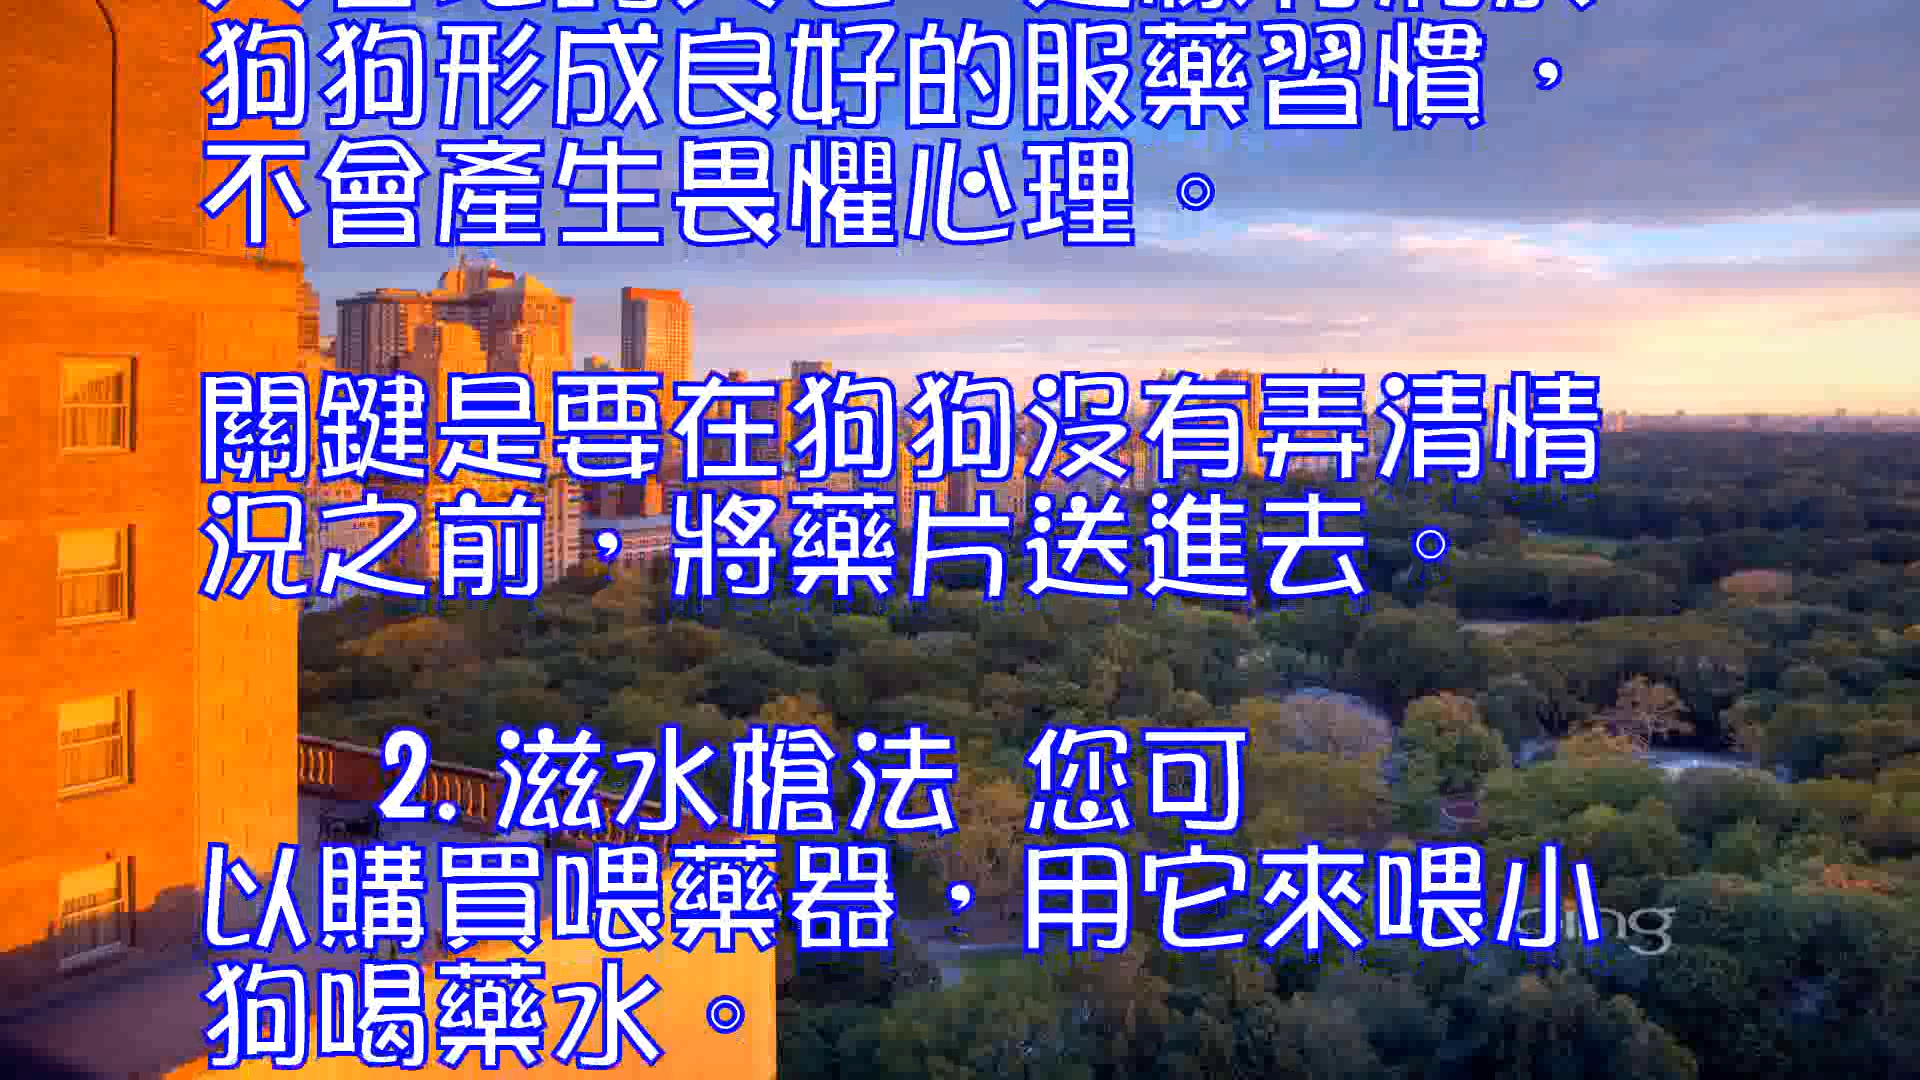 狗狗形成良好的服藥習慣，
不會產生畏懼心理。
關鍵是要在狗狗沒有弄清情
況之前，將藥片送進去。
2.滋水槍法 您可
以購買喂藥器，用它來喂小
狗喝藥水。
bing